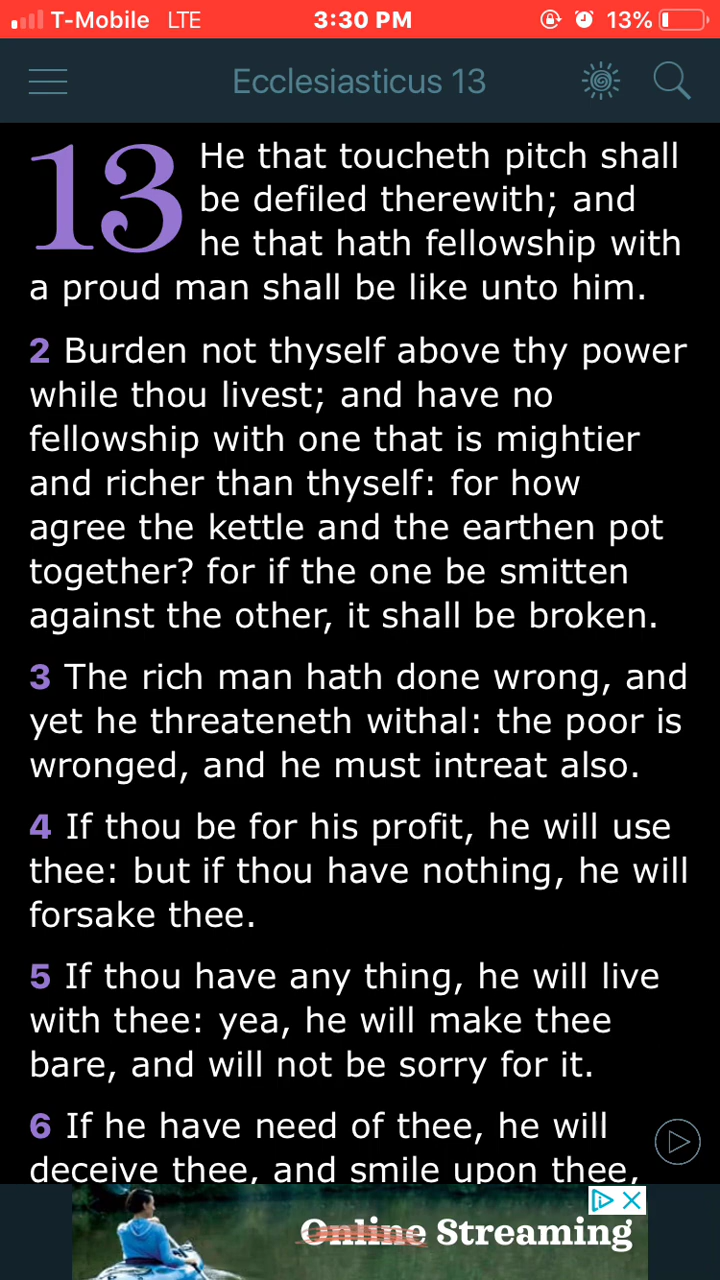 T-Mobile LTE 3:30 PM 13%
Ecclesiasticus 13
13 He that toucheth pitch shall
be defiled therewith; and
he that hath fellowship with
a proud man shall be like unto him.
2 Burden not thyself above thy power
while thou livest; and have no
fellowship with one that is mightier
and richer than thyself: for how
agree the kettle and the earthen pot
together? for if the one be smitten
against the other, it shall be broken.
3 The rich man hath done wrong, and
yet he threateneth withal: the poor is
wronged, and he must intreat also.
4 If thou be for his profit, he will use
thee: but if thou have nothing, he will
forsake thee.
5 If thou have any thing, he will live
with thee: yea, he will make thee
bare, and will not be sorry for it.
6 If he have need of thee, he will
deceive thee, and smile upon thee,
Online Streaming